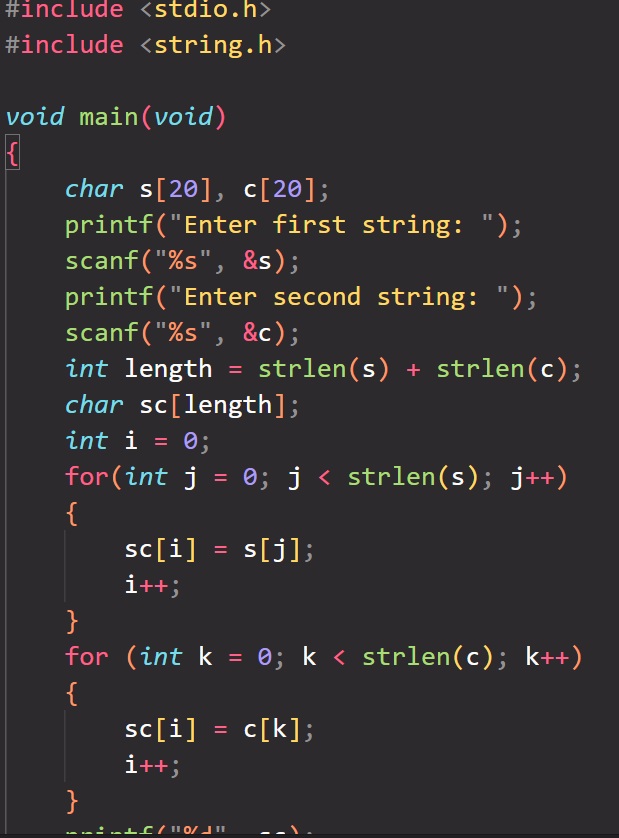 #include <stdio.h>
#include <string.h>
void main(void)
{
char s[20], c[20];
printf("Enter first string: ");
scanf("%s", &s);
printf("Enter second string: ");
scanf("%s", &c);
int length = strlen(s) + strlen(c);
char sc[length];
int i = 0;
for(int j = 0; j < strlen(s); j++)
{
sc[i] = s[j];
i++;
}
for (int k = 0; k < strlen(c); k++)
{
sc[i] = c[k];
i++;
}
printf("%d", sc);